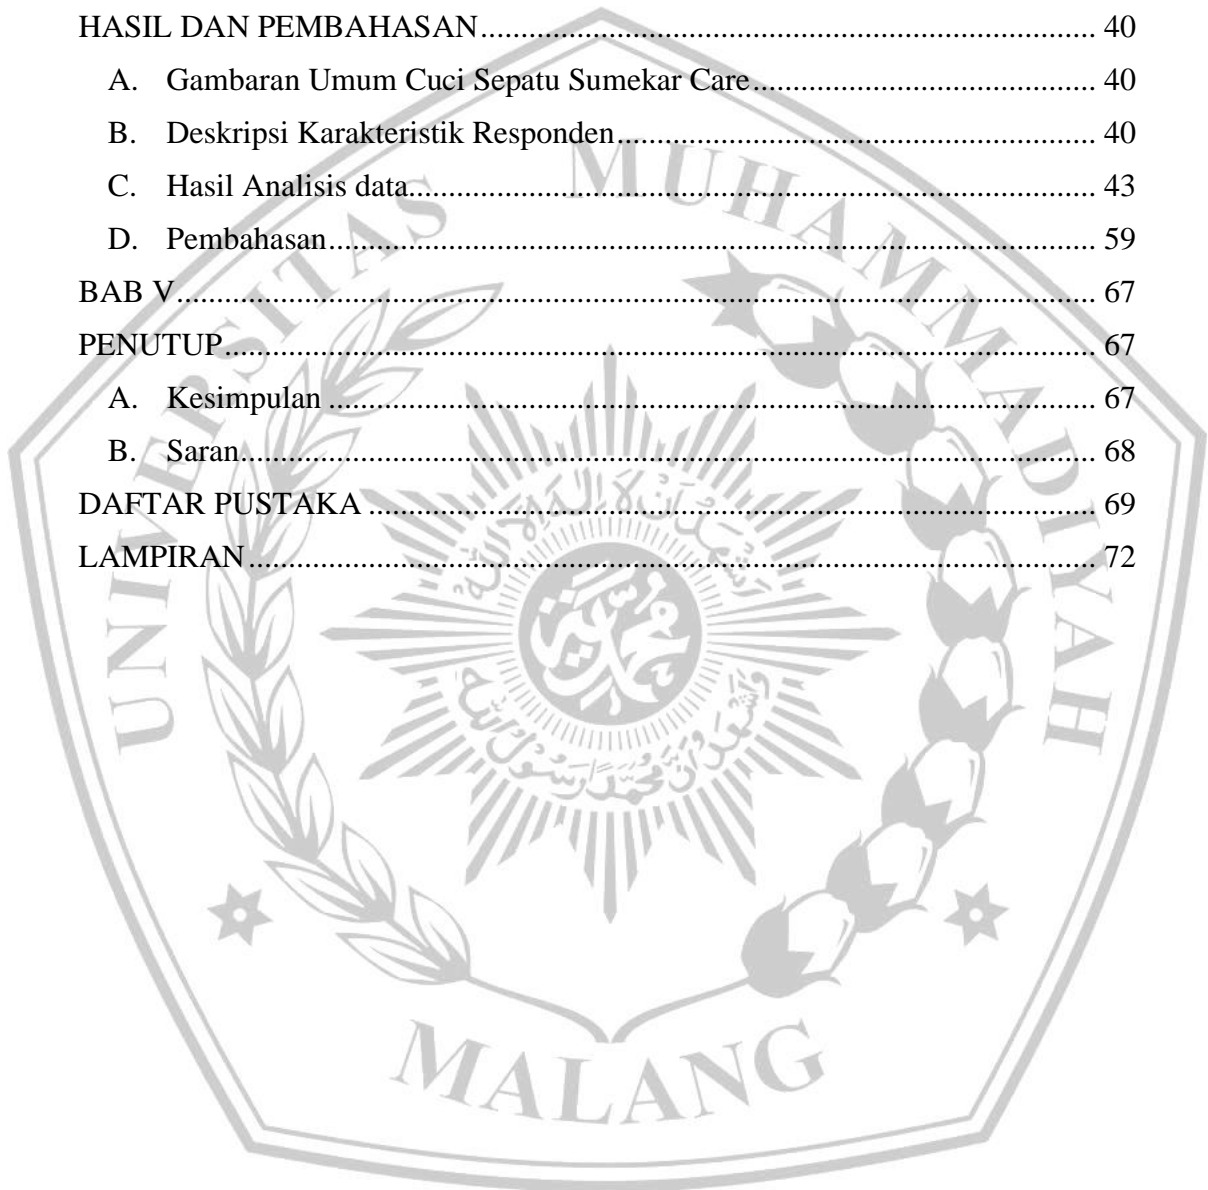 HASIL DAN PEMBAHASAN.......................................................................... 40
A. Gambaran Umum Cuci Sepatu Sumekar Care......................................... 40
B. Deskripsi Karakteristik Responden.......................................................... 40
C. Hasil Analisis data.................................................................................... 43
D. Pembahasan.............................................................................................. 59
BAB V............................................................................................................... 67
PENUTUP......................................................................................................... 67
A. Kesimpulan .............................................................................................. 67
B. Saran......................................................................................................... 68
DAFTAR PUSTAKA ....................................................................................... 69
LAMPIRAN...................................................................................................... 72
UNIVERSITAS MUHAMMADIYAH
MALANG